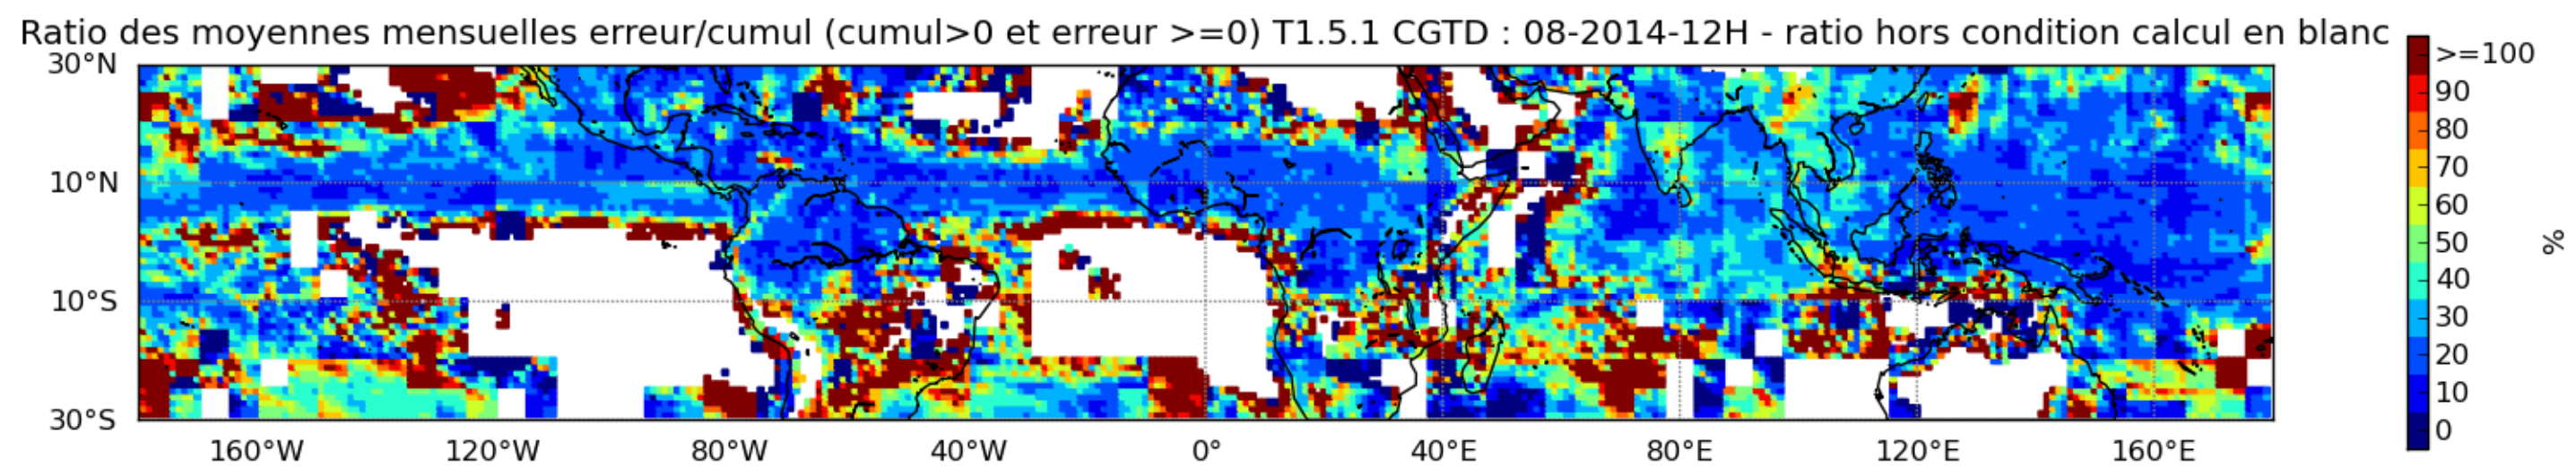 Ratio des moyennes mensuelles erreur/cumul (cumul>0 et erreur >=0) T1.5.1 CGTD : 08-2014-12H - ratio hors condition calcul en blanc
30°N
10°N
10°S
30°S
160°W 120°W 80°W 40°W 0° 40°E 80°E 120°E 160°E
>=100
90
80
70
60
50
40
30
20
10
0
%